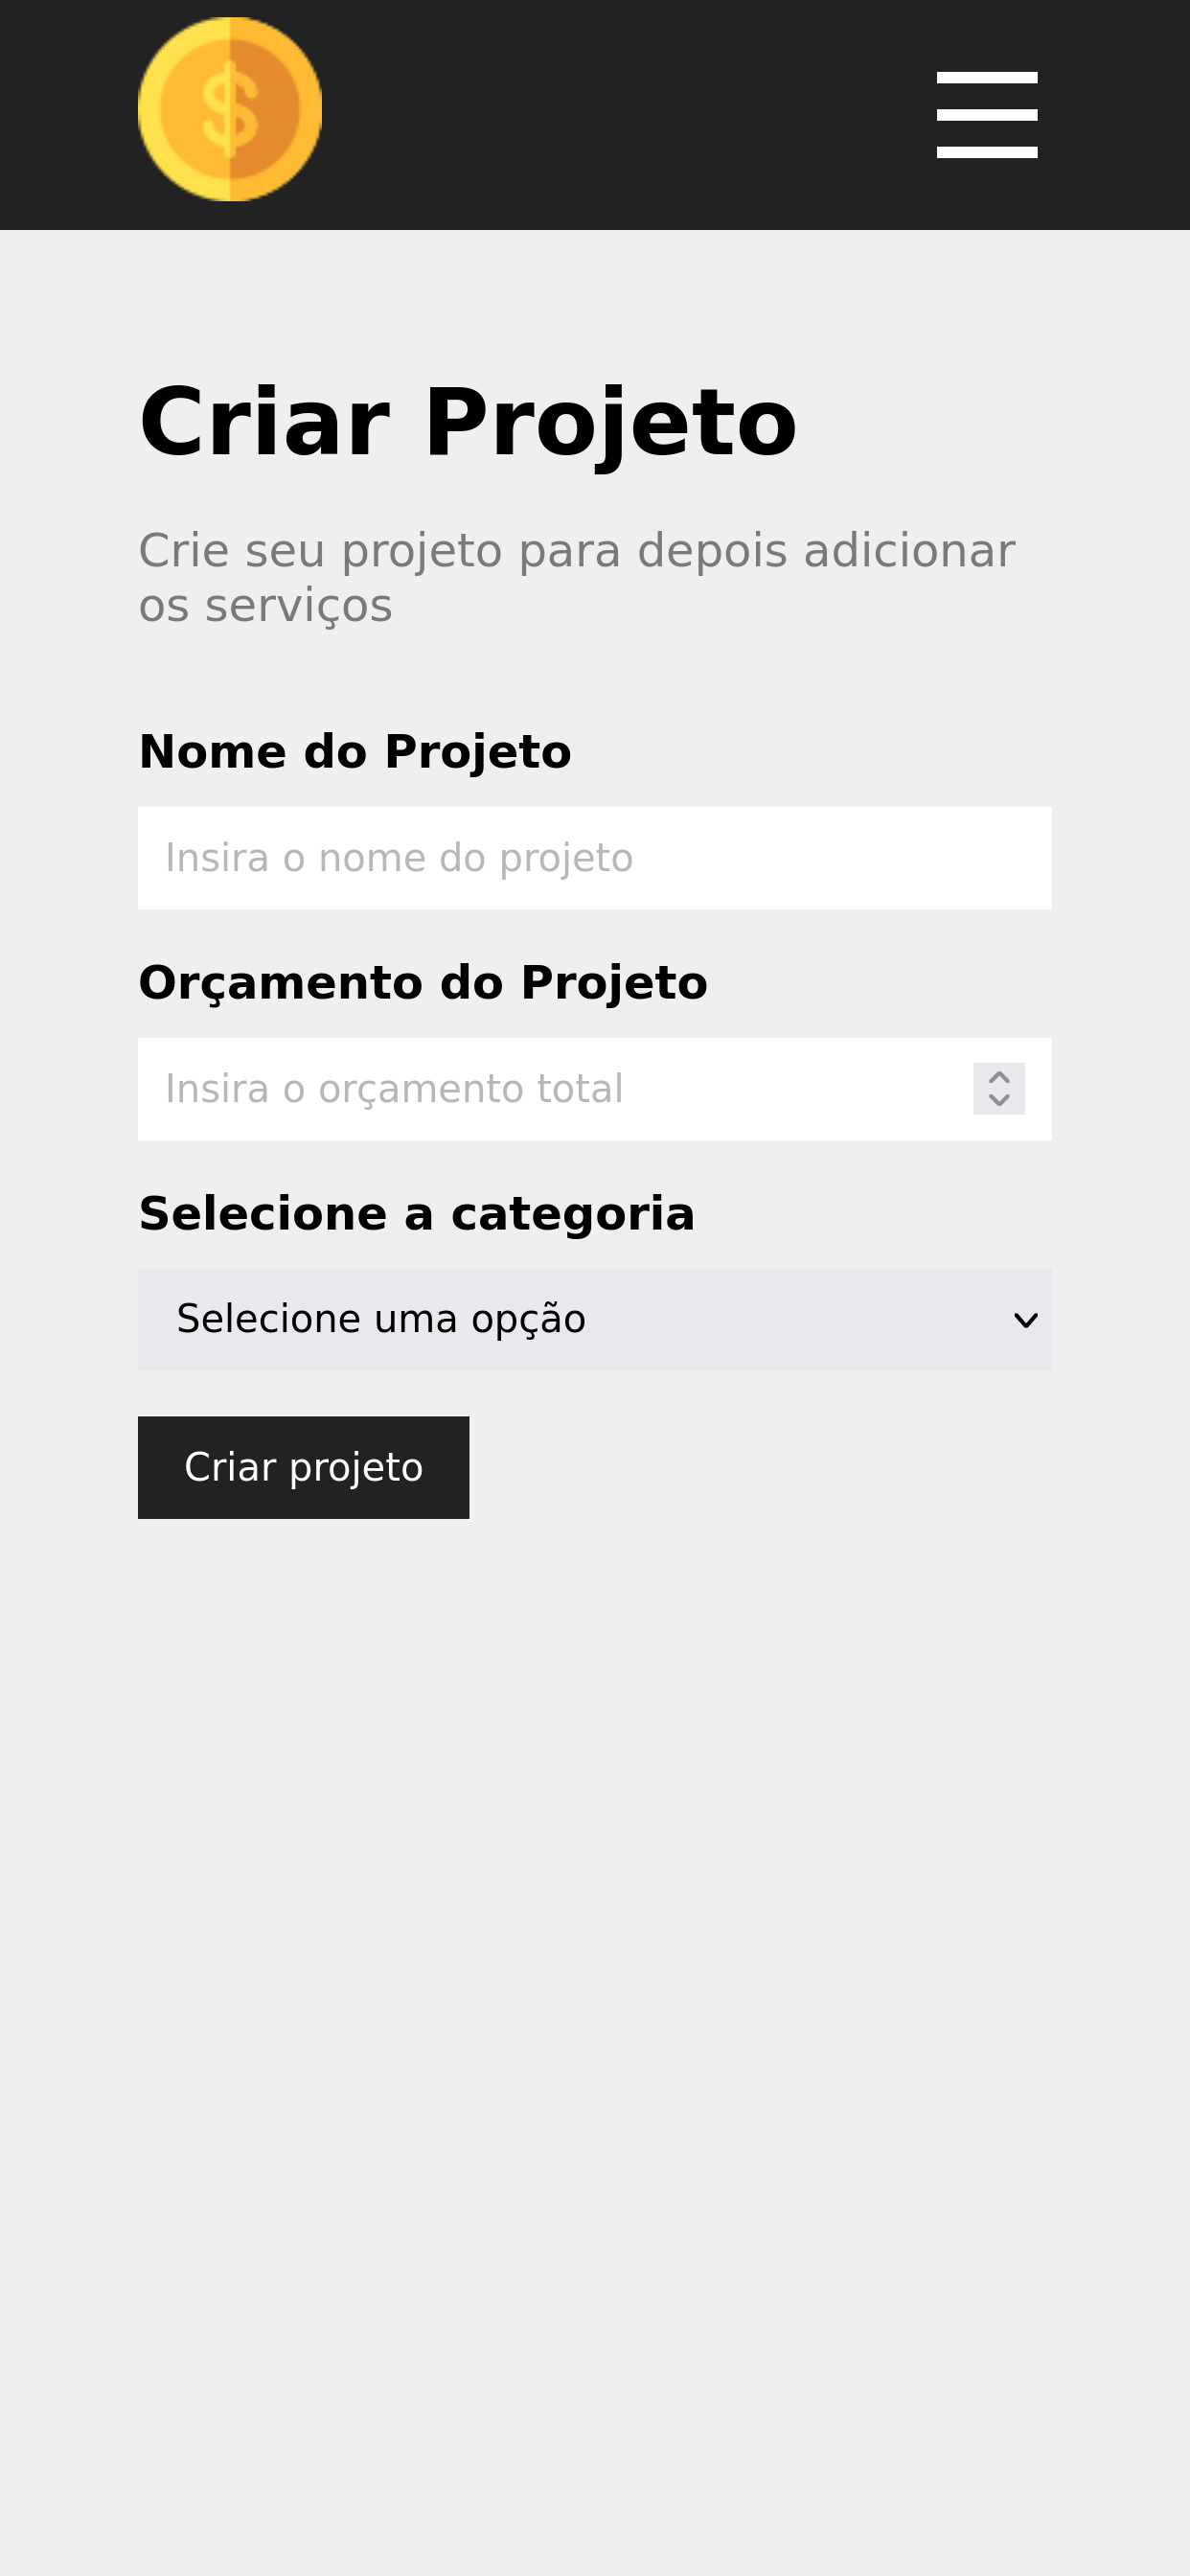 $
Criar Projeto
Crie seu projeto para depois adicionar
os serviços
Nome do Projeto
Insira o nome do projeto
Orçamento do Projeto
Insira o orçamento total
Selecione a categoria
Selecione uma opção
Criar projeto